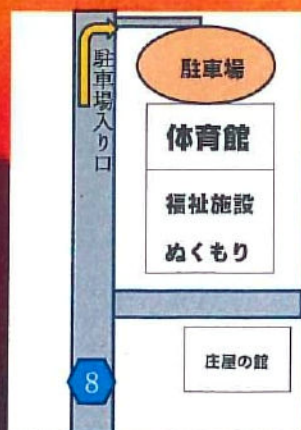 駐車場
駐車場入り口
体育館
福祉施設
ぬくもり
庄屋の館
8